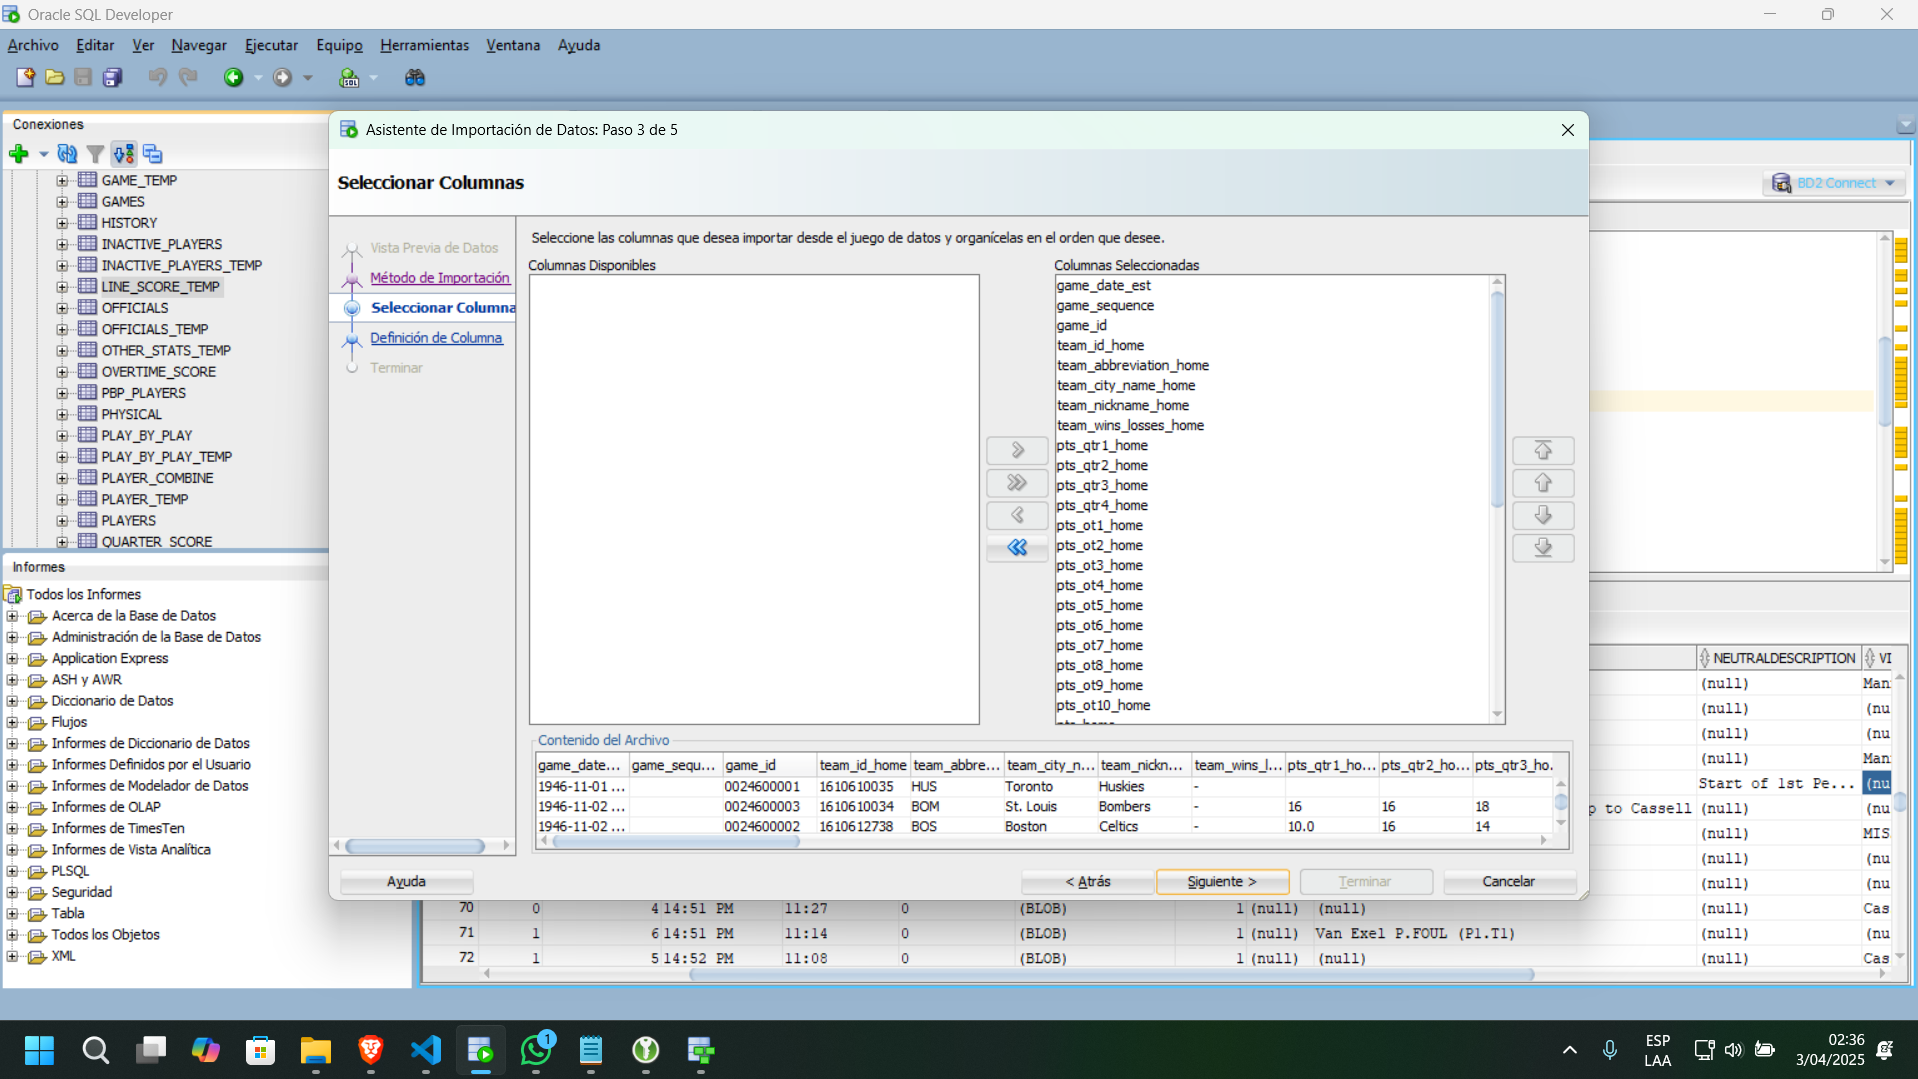 Oracle SQL Developer
Archivo Editar Ver Navegar Ejecutar Equipo Herramientas Ventana Ayuda
SQL
Conexiones
GAME_TEMP
GAMES
HISTORY
INACTIVE_PLAYERS
INACTIVE_PLAYERS_TEMP
LINE_SCORE_TEMP
OFFICIALS
OFFICIALS_TEMP
OTHER_STATS_TEMP
OVERTIME_SCORE
PBP_PLAYERS
PHYSICAL
PLAY_BY_PLAY
PLAY_BY_PLAY_TEMP
PLAYER_COMBINE
PLAYER_TEMP
PLAYERS
QUARTER_SCORE
Informes
Todos los Informes
Acerca de la Base de Datos
Administración de la Base de Datos
Application Express
ASH y AWR
Diccionario de Datos
Flujos
Informes de Diccionario de Datos
Informes Definidos por el Usuario
Informes de Modelador de Datos
Informes de OLAP
Informes de TimesTen
Informes de Vista Analítica
PLSQL
Seguridad
Tabla
Todos los Objetos
XML
Asistente de Importación de Datos: Paso 3 de 5
Seleccionar Columnas
Vista Previa de Datos
Método de Importación
Seleccionar Columna
Definición de Columna
Terminar
Seleccione las columnas que desea importar desde el juego de datos y organícelas en el orden que desee.
Columnas Disponibles
Columnas Seleccionadas
game_date_est
game_sequence
game_id
team_id_home
team_abbreviation_home
team_city_name_home
team_nickname_home
team_wins_losses_home
pts_qtr1_home
pts_qtr2_home
pts_qtr3_home
pts_qtr4_home
pts_ot1_home
pts_ot2_home
pts_ot3_home
pts_ot4_home
pts_ot5_home
pts_ot6_home
pts_ot7_home
pts_ot8_home
pts_ot9_home
pts_ot10_home
pts_home
Contenido del Archivo
game_date... game_sequ... game_id team_id_home team_abbre... team_city_n... team_nickn... team_wins_l... pts_qtr1_ho... pts_qtr2_ho... pts_qtr3_ho.
1946-11-01 ... 0024600001 1610610035 HUS Toronto Huskies -
1946-11-02 ... 0024600003 1610610034 BOM St. Louis Bombers - 16 16 18
1946-11-02 ... 0024600002 1610612738 BOS Boston Celtics - 10.0 16 14
Ayuda < Atrás Siguiente > Terminar Cancelar
BD2 Connect
NEUTRALDESCRIPTION VI
(null) Man
(null) (nu
(null) (nu
(null) Man
Start of 1st Pe... (nu
p to Cassell (null) (nu
(null) MIS
(null) (nu
(null) (nu
70 0 4 14:51 PM 11:27 0 (BLOB) 1 (null) (null) (null) Cas
71 1 6 14:51 PM 11:14 0 (BLOB) 1 (null) Van Exel P.FOUL (P1.T1) (null) (nu
72 1 5 14:52 PM 11:08 0 (BLOB) 1 (null) (null) (null) Cas
1
ESP
LAA
02:36
3/04/2025